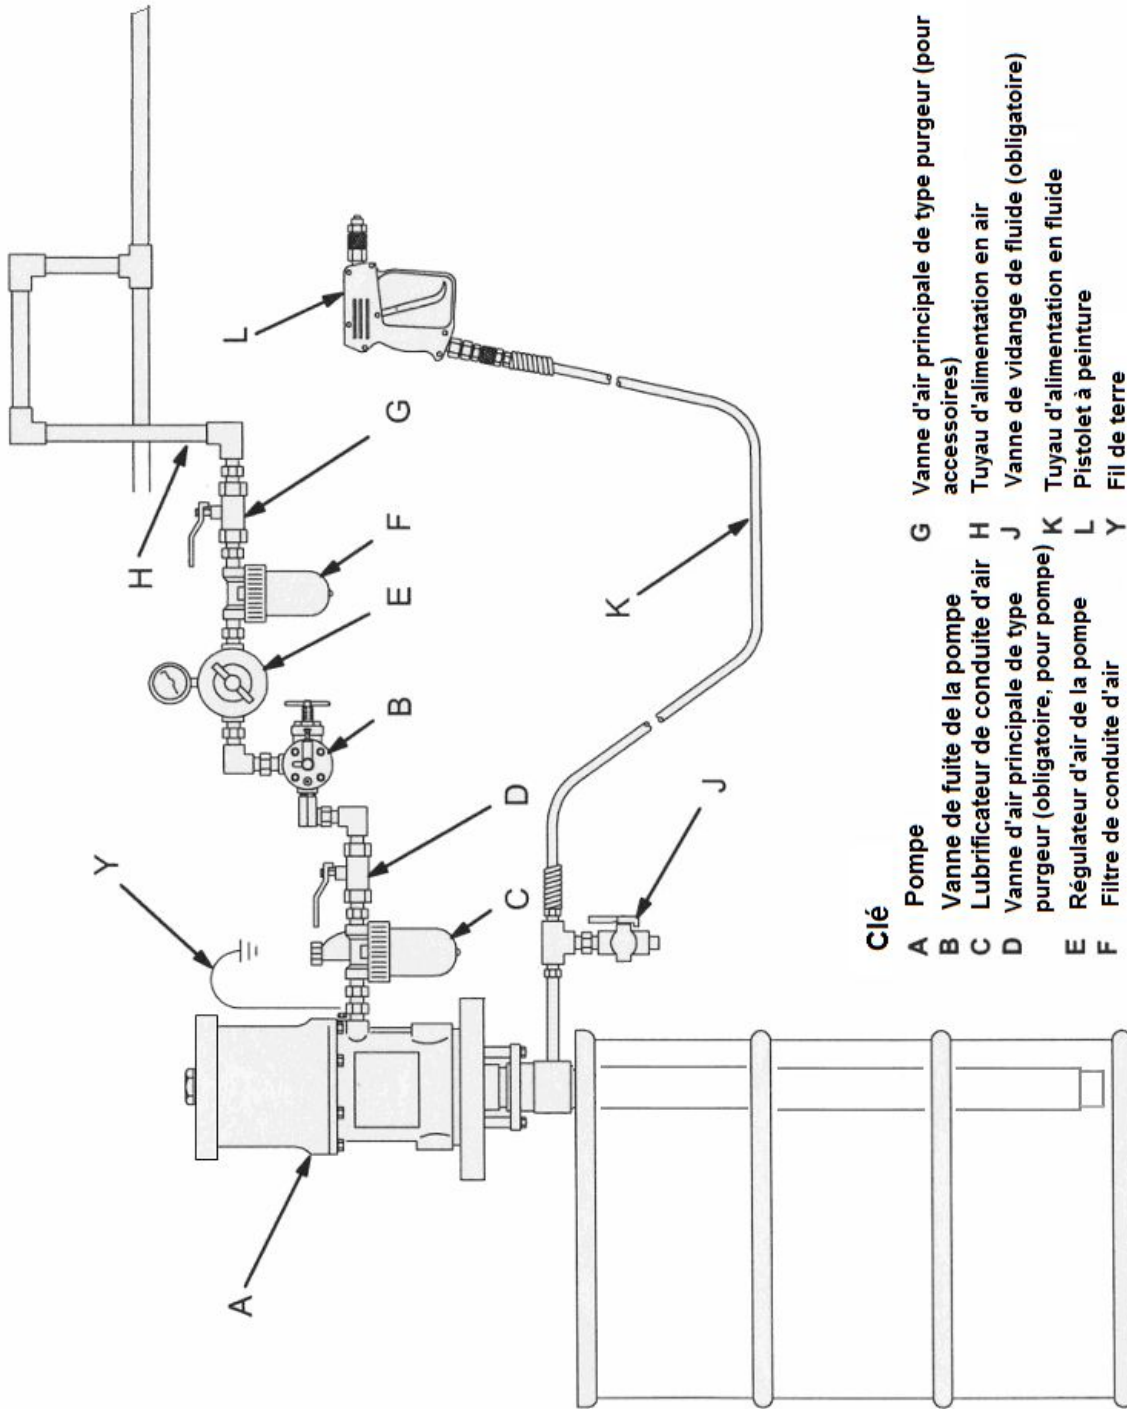 H
G
F
E
B
D
C
Y
A
L
K
J
Clé
A Pompe
B Vanne de fuite de la pompe
C Lubrificateur de conduite d'air
D Vanne d'air principale de type
purgeur (obligatoire, pour pompe)
E Régulateur d'air de la pompe
F Filtre de conduite d'air
G Vanne d'air principale de type purgeur (pour
accessoires)
H Tuyau d'alimentation en air
J Vanne de vidange de fluide (obligatoire)
K Tuyau d'alimentation en fluide
L Pistolet à peinture
Y Fil de terre